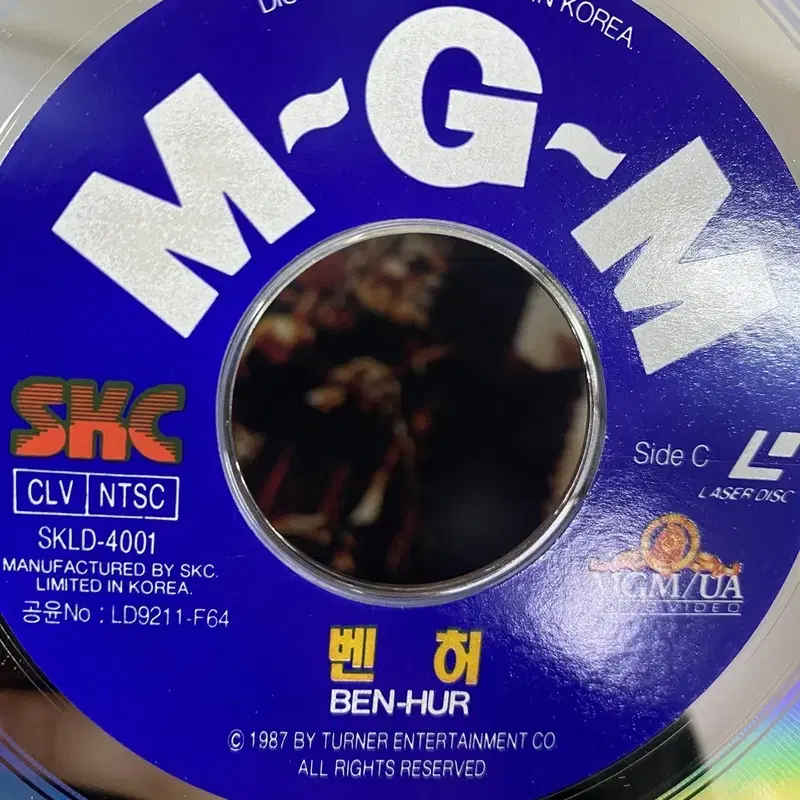 IN KOREA.
M~G~M
SKC
CLV NTSC
SKLD-4001
MANUFACTURED BY SKC.
LIMITED IN KOREA.
공윤No : LD9211-F64
Side C
LASER DISC
MGM/UA
벤 허
BEN-HUR
© 1987 BY TURNER ENTERTAINMENT CO.
ALL RIGHTS RESERVED